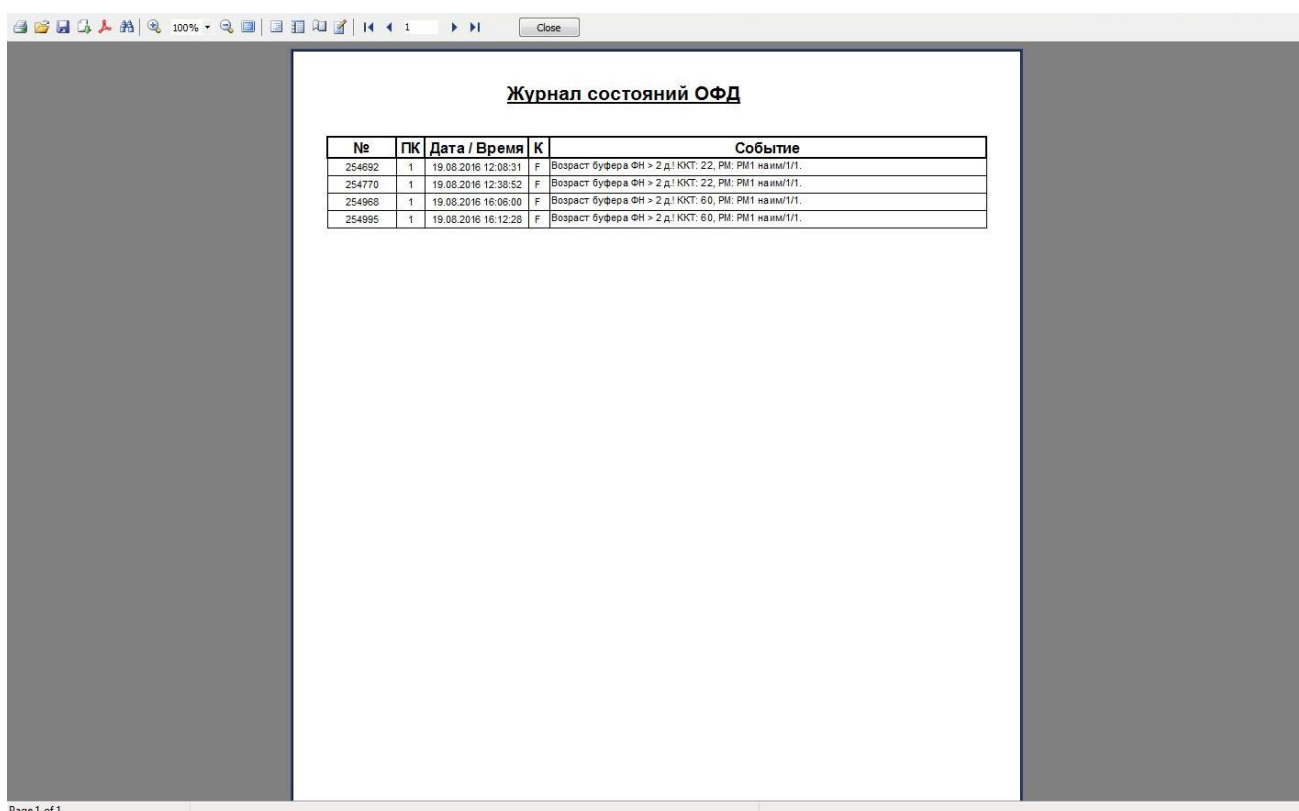 100% 1 Close
Журнал состояний ОФД
№ ПК Дата / Время К Событие
254692 1 19.08.2016 12:08:31 F Возраст буфера ФН > 2 д.! ККТ: 22, РМ: РМ1 наим/1/1.
254770 1 19.08.2016 12:38:52 F Возраст буфера ФН > 2 д.! ККТ: 22, РМ: РМ1 наим/1/1.
254968 1 19.08.2016 16:06:00 F Возраст буфера ФН > 2 д.! ККТ: 60, РМ: РМ1 наим/1/1.
254995 1 19.08.2016 16:12:28 F Возраст буфера ФН > 2 д.! ККТ: 60, РМ: РМ1 наим/1/1.
Page 1 of 1